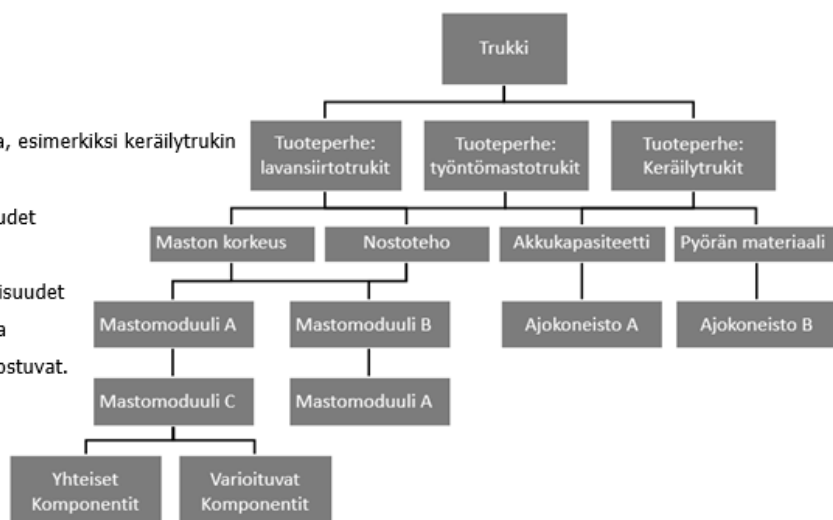 Trukki
a, esimerkiksi keräilytrukin
Tuoteperhe:
lavansiirtotrukit
Tuoteperhe:
työntömastotrukit
Tuoteperhe:
Keräilytrukit
udet
Maston korkeus
Nostoteho
Akkukapasiteetti
Pyörän materiaali
isuudet
a
ostuvat.
Mastomoduuli A
Mastomoduuli B
Ajokoneisto A
Ajokoneisto B
Mastomoduuli C
Mastomoduuli A
Yhteiset
Komponentit
Varioituvat
Komponentit